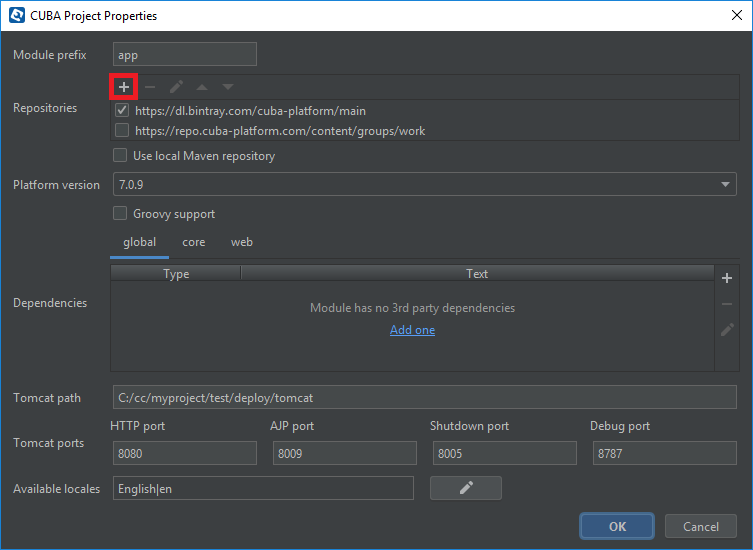 CUBA Project Properties
Module prefix
app
Repositories
https://dl.bintray.com/cuba-platform/main
https://repo.cuba-platform.com/content/groups/work
Use local Maven repository
Platform version
7.0.9
Groovy support
global core web
Dependencies
Type Text
Module has no 3rd party dependencies
Add one
Tomcat path
C:/cc/myproject/test/deploy/tomcat
Tomcat ports
HTTP port AJP port Shutdown port Debug port
8080 8009 8005 8787
Available locales
English|en
OK Cancel